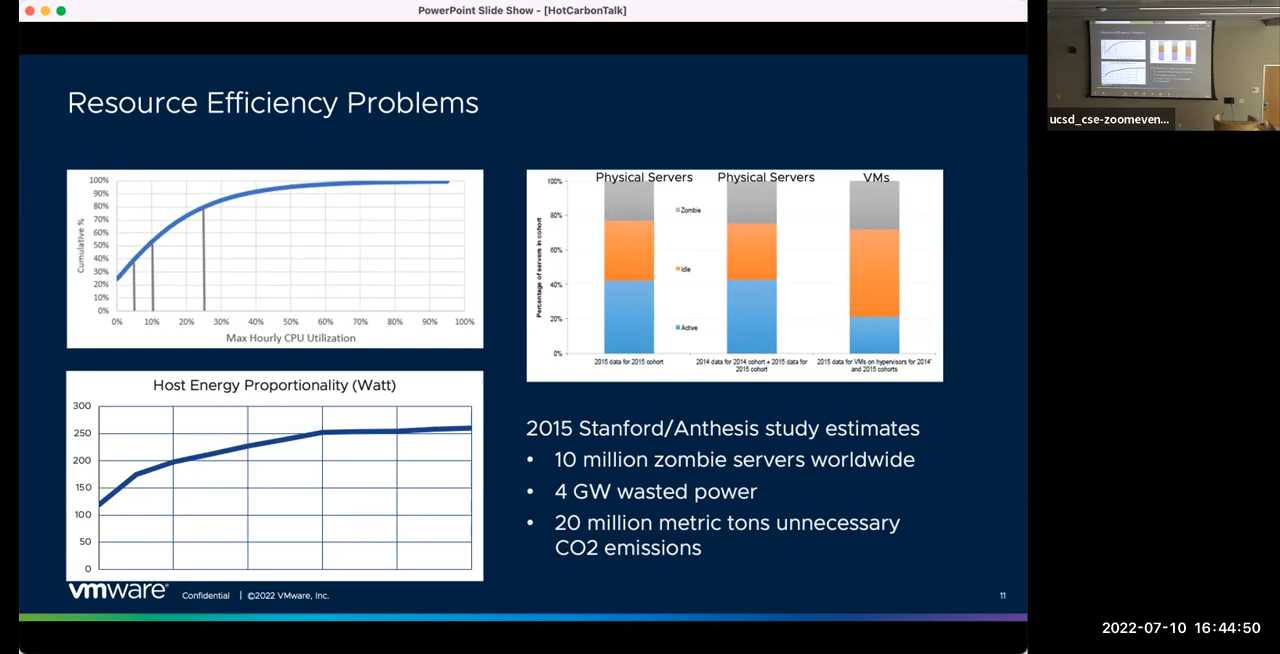 PowerPoint Slide Show - [HotCarbonTalk]
Resource Efficiency Problems
100%
90%
80%
70%
60%
50%
40%
30%
20%
10%
0%
Cumulative %
0% 10% 20% 30% 40% 50% 60% 70% 80% 90% 100%
Max Hourly CPU Utilization
Host Energy Proportionality (Watt)
300
250
200
150
100
50
0
Physical Servers Physical Servers VMs
100%
80%
60%
40%
20%
0%
Percentage of servers in cohort
Zombie
Idle
Active
2015 data for 2015 cohort
2014 data for 2014 cohort + 2015 data for
2015 cohort
2015 data for VMs on hypervisors for 2014'
and 2015 cohorts
2015 Stanford/Anthesis study estimates
• 10 million zombie servers worldwide
• 4 GW wasted power
• 20 million metric tons unnecessary
CO2 emissions
vmware® Confidential | ©2022 VMware, Inc.
11
ucsd_cse-zoomeven...
2022-07-10 16:44:50